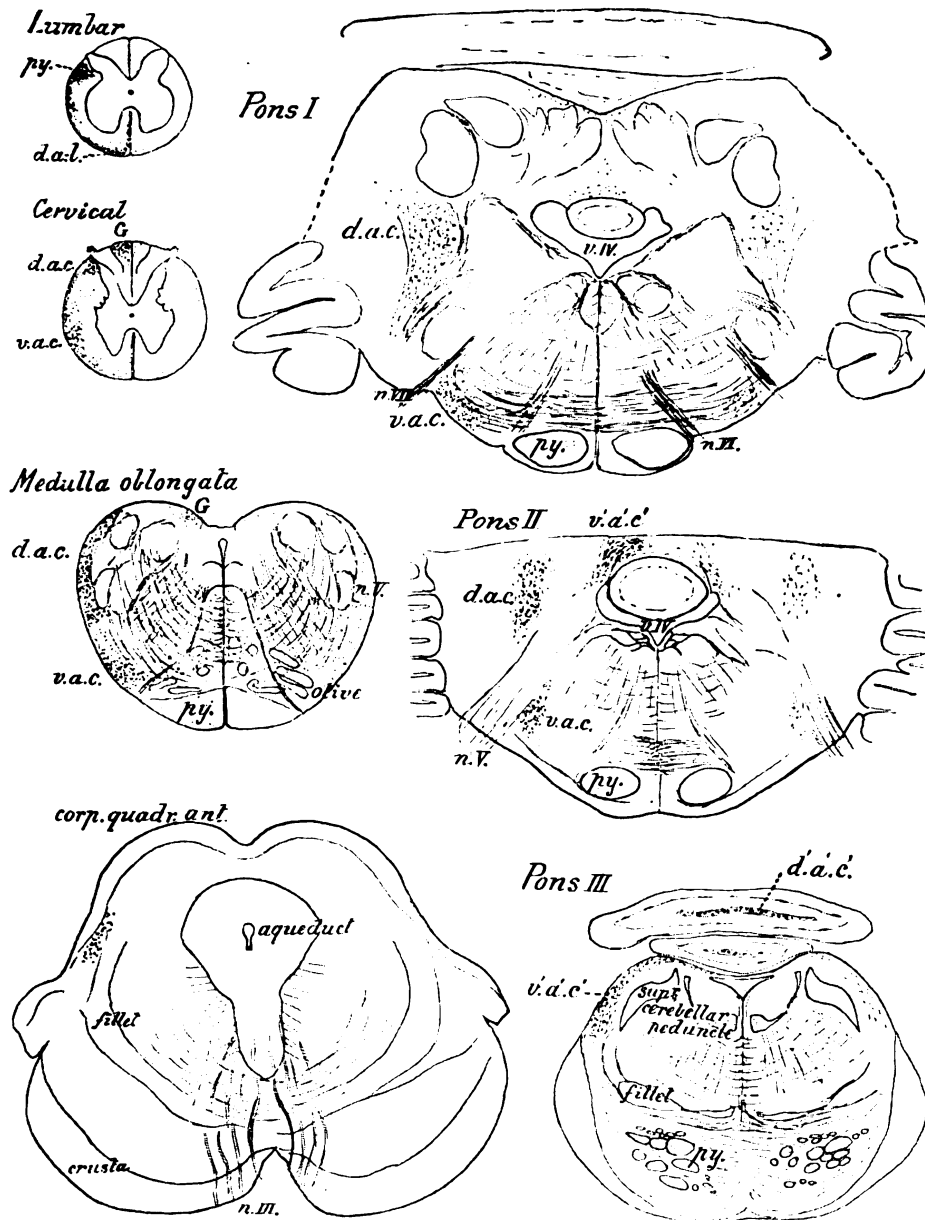 Lumbar
py.
d.a.l.
Cervical
G
d.a.c.
v.a.c.
Pons I
d.a.c.
v.IV.
n.VII
v.a.c.
py.
n.VI.
Medulla oblongata
G
d.a.c.
n.V.
v.a.c.
olive
py.
Pons II
v'.a'.c'
d.a.c.
v.IV.
v.a.c.
n.V.
py.
corp. quadr. ant.
aqueduct
fillet
crusta
n.III.
Pons III
d'.a'.c'.
v'.a'.c'
supr.
cerebellar
peduncle
fillet
py.